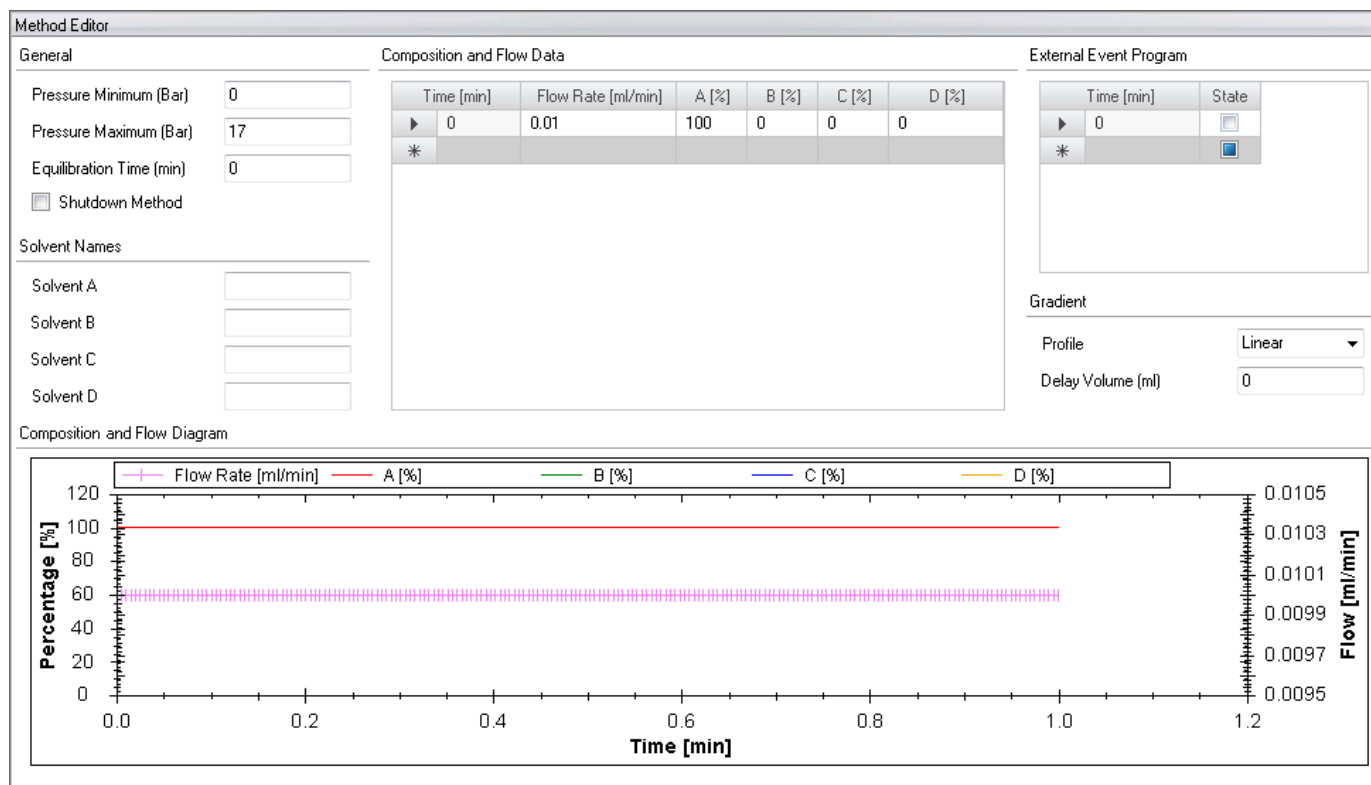 Method Editor
General
Pressure Minimum (Bar) 0
Pressure Maximum (Bar) 17
Equilibration Time (min) 0
Shutdown Method
Solvent Names
Solvent A
Solvent B
Solvent C
Solvent D
Composition and Flow Data
Time [min] Flow Rate [ml/min] A [%] B [%] C [%] D [%]
0 0.01 100 0 0 0
External Event Program
Time [min] State
0
Gradient
Profile Linear
Delay Volume (ml) 0
Composition and Flow Diagram
Flow Rate [ml/min] A [%] B [%] C [%] D [%]
Percentage [%]
120
100
80
60
40
20
0
0.0 0.2 0.4 0.6 0.8 1.0 1.2
Time [min]
0.0105
0.0103
0.0101
0.0099
0.0097
0.0095
Flow [ml/min]